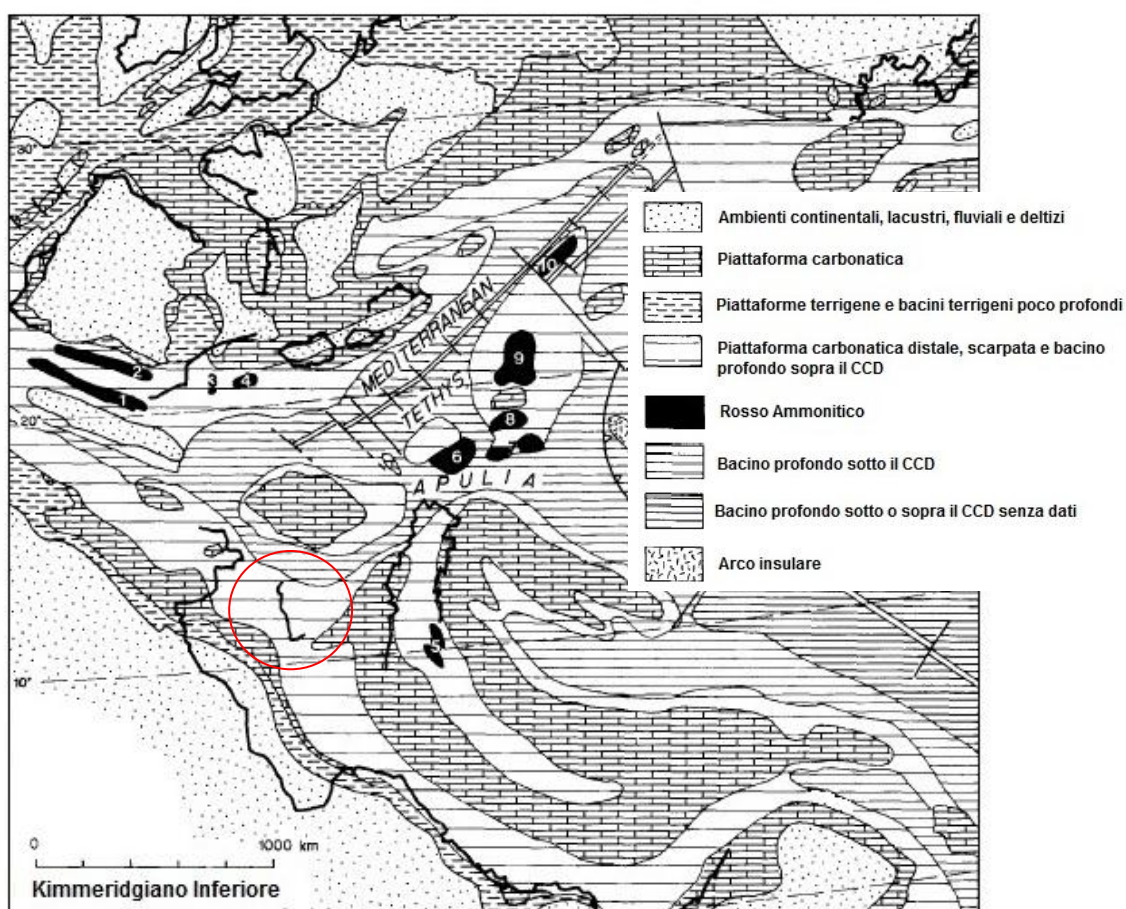 30°
MEDITERRANEAN
TETHYS
10
9
2
3
4
1
8
20°
6
APULIA
5
10°
0
1000 km
Kimmeridgiano Inferiore
Ambienti continentali, lacustri, fluviali e deltizi
Piattaforma carbonatica
Piattaforme terrigene e bacini terrigeni poco profondi
Piattaforma carbonatica distale, scarpata e bacino
profondo sopra il CCD
Rosso Ammonitico
Bacino profondo sotto il CCD
Bacino profondo sotto o sopra il CCD senza dati
Arco insulare